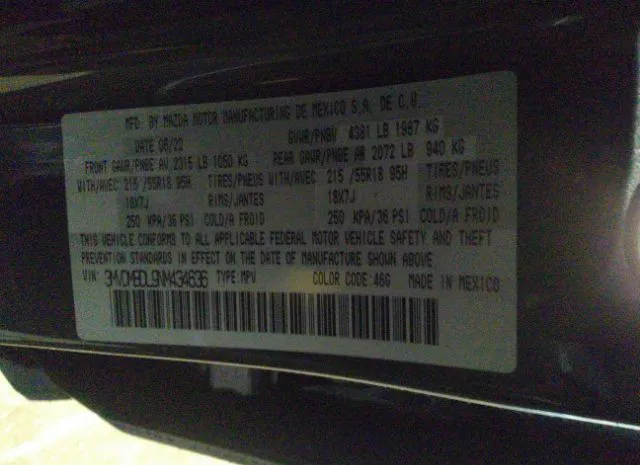 MFD. BY MAZDA MOTOR MANUFACTURING DE MEXICO S.A. DE C.V.
DATE 08/22 GVWR/PNBV 4381 LB 1987 KG
FRONT GAWR/PNBE AV 2315 LB 1050 KG REAR GAWR/PNBE AR 2072 LB 940 KG
WITH/AVEC 215 /55R18 95H TIRES/PNEUS WITH/AVEC 215 /55R18 95H TIRES/PNEUS
18X7J RIMS/JANTES 18X7J RIMS/JANTES
250 KPA/36 PSI COLD/A FROID 250 KPA/36 PSI COLD/A FROID
THIS VEHICLE CONFORMS TO ALL APPLICABLE FEDERAL MOTOR VEHICLE SAFETY AND THEFT
PREVENTION STANDARDS IN EFFECT ON THE DATE OF MANUFACTURE SHOWN ABOVE.
VIN: TYPE:MPV COLOR CODE:46G MADE IN MEXICO